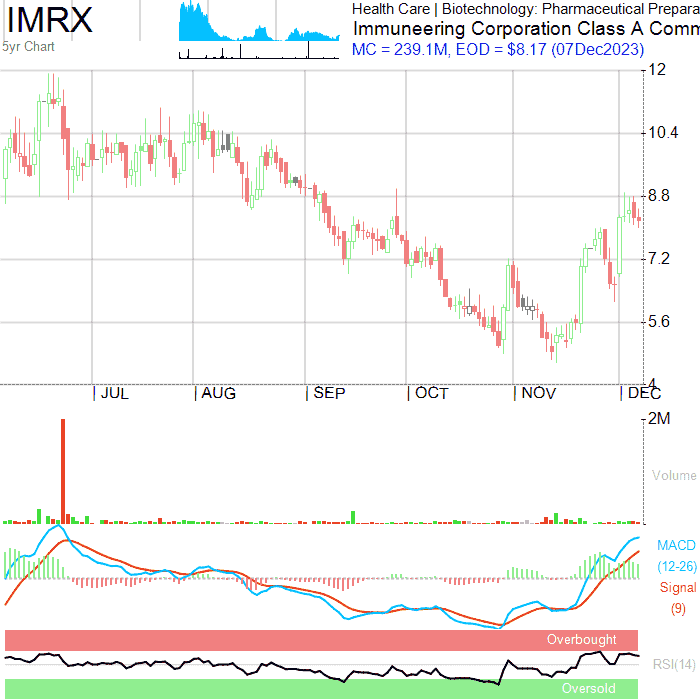 IMRX
5yr Chart
Health Care | Biotechnology: Pharmaceutical Prepara
Immuneering Corporation Class A Comm
MC = 239.1M, EOD = $8.17 (07Dec2023)
12
10.4
8.8
7.2
5.6
4
JUL AUG SEP OCT NOV DEC
2M
Volume
MACD
(12-26)
Signal
(9)
Overbought
RSI(14)
Oversold